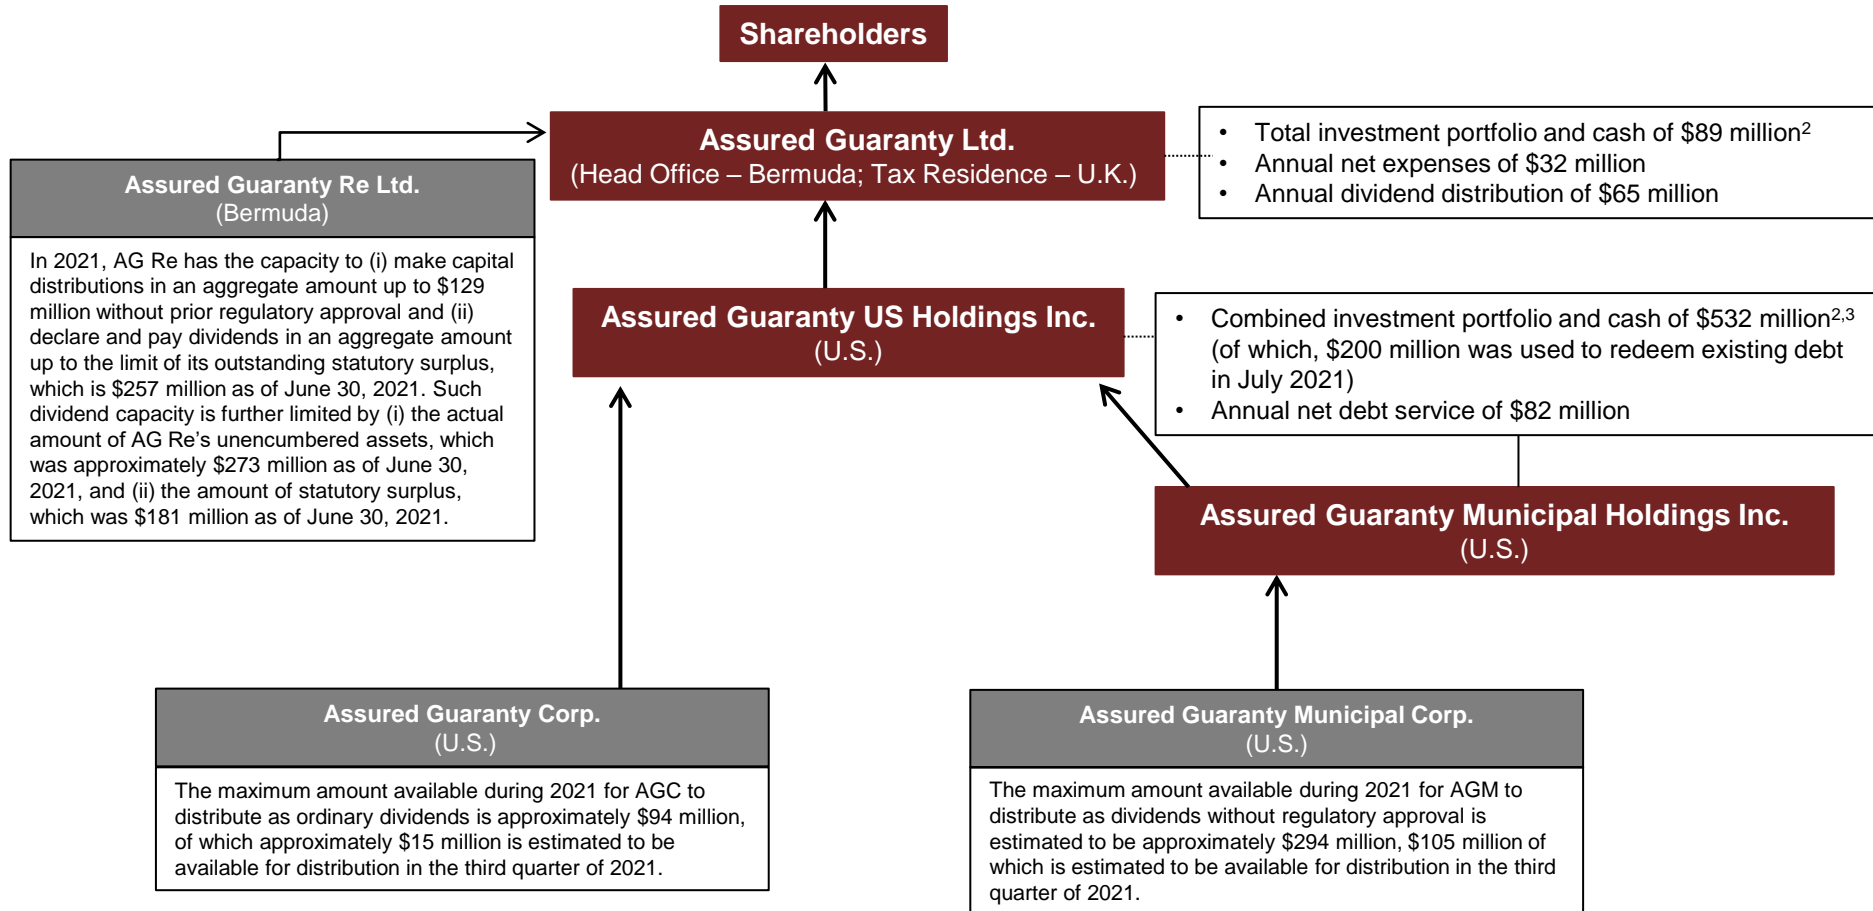 Shareholders
Assured Guaranty Ltd.
(Head Office – Bermuda; Tax Residence – U.K.)
• Total investment portfolio and cash of $89 million2
• Annual net expenses of $32 million
• Annual dividend distribution of $65 million
Assured Guaranty Re Ltd.
(Bermuda)
In 2021, AG Re has the capacity to (i) make capital
distributions in an aggregate amount up to $129
million without prior regulatory approval and (ii)
declare and pay dividends in an aggregate amount
up to the limit of its outstanding statutory surplus,
which is $257 million as of June 30, 2021. Such
dividend capacity is further limited by (i) the actual
amount of AG Re’s unencumbered assets, which
was approximately $273 million as of June 30,
2021, and (ii) the amount of statutory surplus,
which was $181 million as of June 30, 2021.
Assured Guaranty US Holdings Inc.
(U.S.)
• Combined investment portfolio and cash of $532 million2,3
(of which, $200 million was used to redeem existing debt
in July 2021)
• Annual net debt service of $82 million
Assured Guaranty Municipal Holdings Inc.
(U.S.)
Assured Guaranty Corp.
(U.S.)
The maximum amount available during 2021 for AGC to
distribute as ordinary dividends is approximately $94 million,
of which approximately $15 million is estimated to be
available for distribution in the third quarter of 2021.
Assured Guaranty Municipal Corp.
(U.S.)
The maximum amount available during 2021 for AGM to
distribute as dividends without regulatory approval is
estimated to be approximately $294 million, $105 million of
which is estimated to be available for distribution in the third
quarter of 2021.